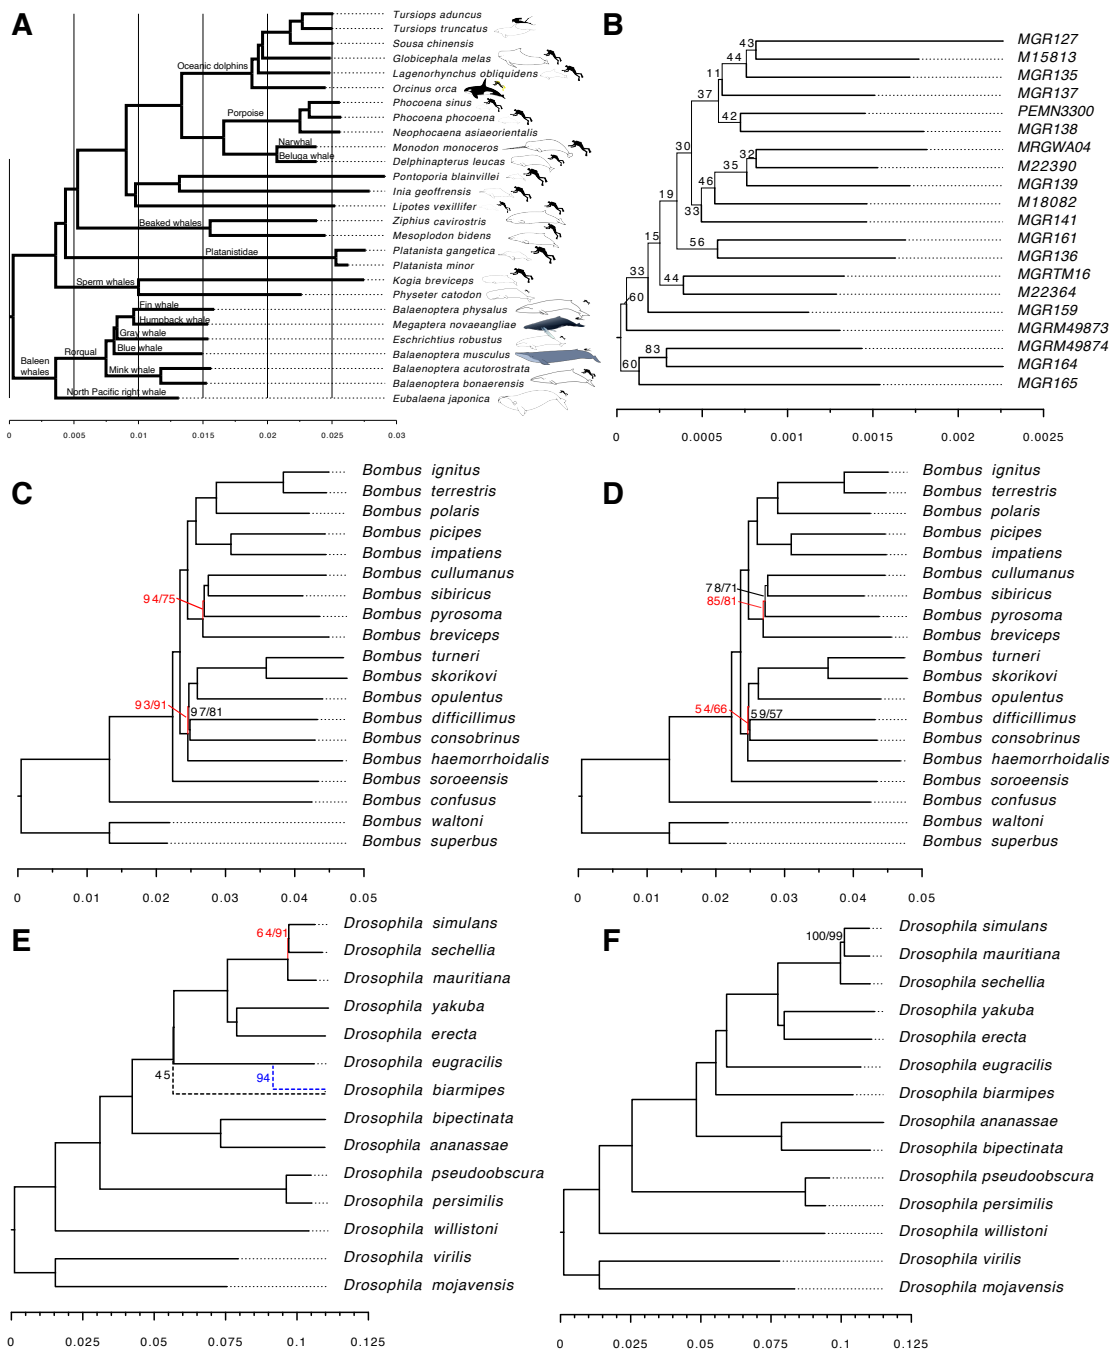 A
Tursiops aduncus
Tursiops truncatus
Sousa chinensis
Globicephala melas
Oceanic dolphins
Lagenorhynchus obliquidens
Orcinus orca
Phocoena sinus
Porpoise
Phocoena phocoena
Neophocaena asiaeorientalis
Narwhal
Monodon monoceros
Beluga whale
Delphinapterus leucas
Pontoporia blainvillei
Inia geoffrensis
Lipotes vexillifer
Beaked whales
Ziphius cavirostris
Mesoplodon bidens
Platanistidae
Platanista gangetica
Platanista minor
Sperm whales
Kogia breviceps
Physeter catodon
Fin whale
Balaenoptera physalus
Humpback whale
Megaptera novaeangliae
Gray whale
Eschrichtius robustus
Rorqual
Blue whale
Balaenoptera musculus
Baleen
whales
Mink whale
Balaenoptera acutorostrata
Balaenoptera bonaerensis
North Pacific right whale
Eubalaena japonica
0 0.005 0.01 0.015 0.02 0.025 0.03
B
43
MGR127
M15813
44
MGR135
11
MGR137
37
PEMN3300
42
MGR138
30
MRGWA04
32
M22390
35
MGR139
46
M18082
19
33
MGR141
15
MGR161
56
MGR136
33
MGRTM16
44
M22364
60
MGR159
MGRM49873
83
MGRM49874
60
MGR164
MGR165
0 0.0005 0.001 0.0015 0.002 0.0025
C
Bombus ignitus
Bombus terrestris
Bombus polaris
Bombus picipes
Bombus impatiens
Bombus cullumanus
94/75
Bombus sibiricus
Bombus pyrosoma
Bombus breviceps
Bombus turneri
Bombus skorikovi
Bombus opulentus
93/91
97/81
Bombus difficillimus
Bombus consobrinus
Bombus haemorrhoidalis
Bombus soroeensis
Bombus confusus
Bombus waltoni
Bombus superbus
0 0.01 0.02 0.03 0.04 0.05
D
Bombus ignitus
Bombus terrestris
Bombus polaris
Bombus picipes
Bombus impatiens
Bombus cullumanus
78/71
85/81
Bombus sibiricus
Bombus pyrosoma
Bombus breviceps
Bombus turneri
Bombus skorikovi
Bombus opulentus
54/66
59/57
Bombus difficillimus
Bombus consobrinus
Bombus haemorrhoidalis
Bombus soroeensis
Bombus confusus
Bombus waltoni
Bombus superbus
0 0.01 0.02 0.03 0.04 0.05
E
Drosophila simulans
64/91
Drosophila sechellia
Drosophila mauritiana
Drosophila yakuba
Drosophila erecta
Drosophila eugracilis
45
94
Drosophila biarmipes
Drosophila bipectinata
Drosophila ananassae
Drosophila pseudoobscura
Drosophila persimilis
Drosophila willistoni
Drosophila virilis
Drosophila mojavensis
0 0.025 0.05 0.075 0.1 0.125
F
Drosophila simulans
100/99
Drosophila mauritiana
Drosophila sechellia
Drosophila yakuba
Drosophila erecta
Drosophila eugracilis
Drosophila biarmipes
Drosophila ananassae
Drosophila bipectinata
Drosophila pseudoobscura
Drosophila persimilis
Drosophila willistoni
Drosophila virilis
Drosophila mojavensis
0 0.025 0.05 0.075 0.1 0.125